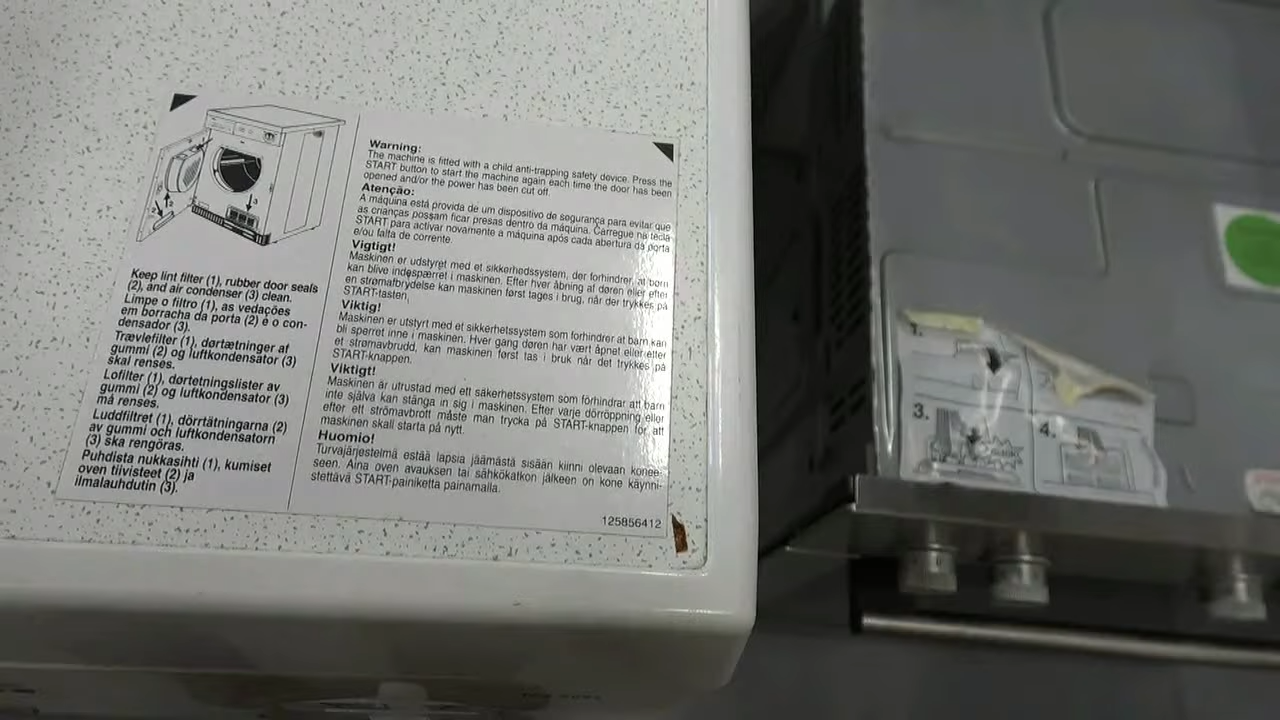 Keep lint filter (1), rubber door seals
(2), and air condenser (3) clean.
Limpe o filtro (1), as vedações
em borracha da porta (2) e o con-
densador (3).
Trævlefilter (1), dørtætninger af
gummi (2) og luftkondensator (3)
skal renses.
Lofilter (1), dørtetningslister av
gummi (2) og luftkondensator (3)
må renses.
Luddfiltret (1), dörrtätningarna (2)
av gummi och luftkondensatorn
(3) ska rengöras.
Puhdista nukkasihti (1), kumiset
oven tiivisteet (2) ja
ilmalauhdutin (3).
Warning:
The machine is fitted with a child anti-trapping safety device. Press the
START button to start the machine again each time the door has been
opened and/or the power has been cut off.
Atenção:
A máquina está provida de um dispositivo de segurança para evitar que
as crianças possam ficar presas dentro da máquina. Carregue na tecla
START para activar novamente a máquina após cada abertura da porta
e/ou falta de corrente.
Vigtigt!
Maskinen er udstyret med et sikkerhedssystem, der forhindrer, at børn
kan blive indespærret i maskinen. Efter hver åbning af døren eller efter
en strømafbrydelse kan maskinen først tages i brug, når der trykkes på
START-tasten,
Viktig!
Maskinen er utstyrt med et sikkerhetssystem som forhindrer at barn kan
bli sperret inne i maskinen. Hver gang døren har vært åpnet eller etter
et strømavbrudd, kan maskinen først tas i bruk når det trykkes på
START-knappen.
Viktigt!
Maskinen är utrustad med ett säkerhetssystem som förhindrar att barn
inte själva kan stänga in sig i maskinen. Efter varje dörröppning eller
efter ett strömavbrott måste man trycka på START-knappen för att
maskinen skall starta på nytt.
Huomio!
Turvajärjestelmä estää lapsia jäämästä sisään kiinni olevaan konee-
seen. Aina oven avauksen tai sähkökatkon jälkeen on kone käynni-
stettävä START-painiketta painamalla.
125856412
1.
3.
4.